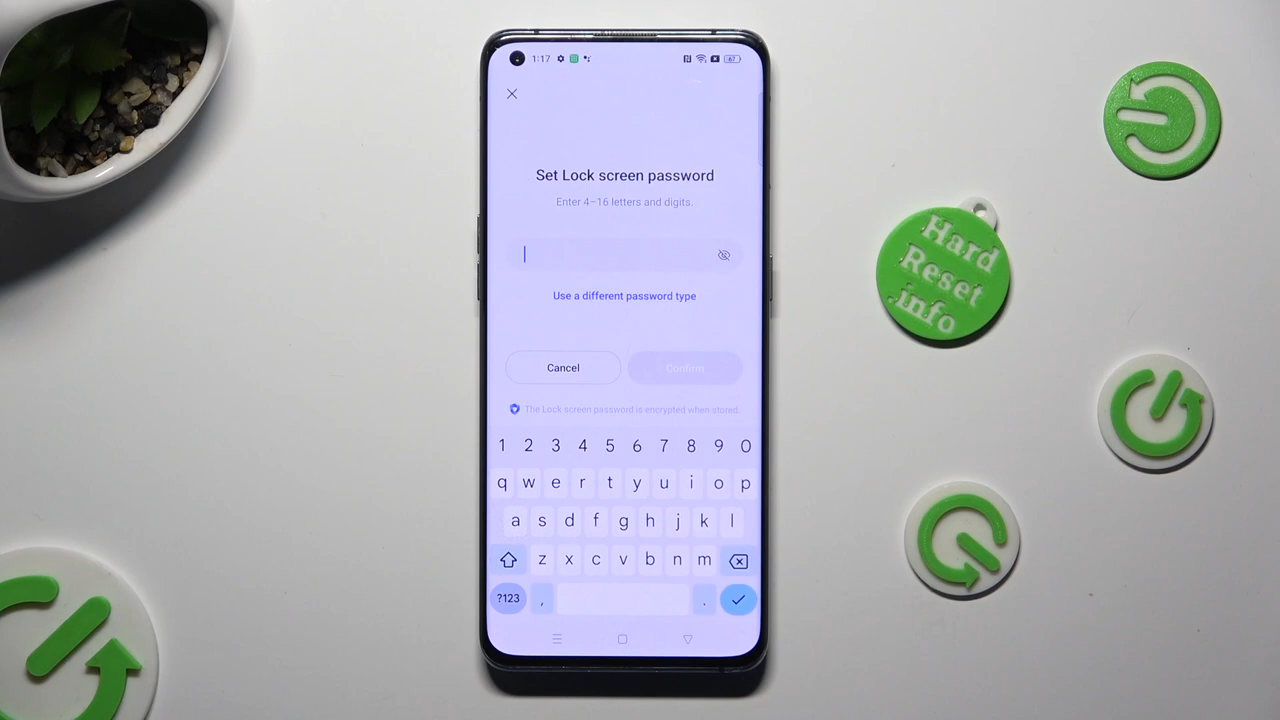 1:17
67
Set Lock screen password
Enter 4–16 letters and digits.
Use a different password type
Cancel
Confirm
The Lock screen password is encrypted when stored.
1 2 3 4 5 6 7 8 9 0
q w e r t y u i o p
a s d f g h j k l
z x c v b n m
?123 , .
Hard
Reset
.info